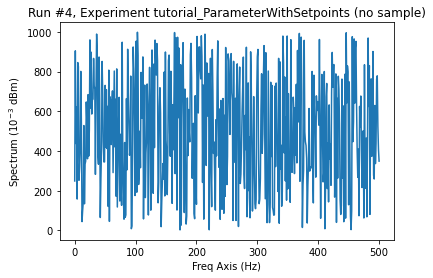 Run #4, Experiment tutorial_ParameterWithSetpoints (no sample)
1000
800
600
400
200
0
Spectrum (10⁻³ dBm)
0 100 200 300 400 500
Freq Axis (Hz)